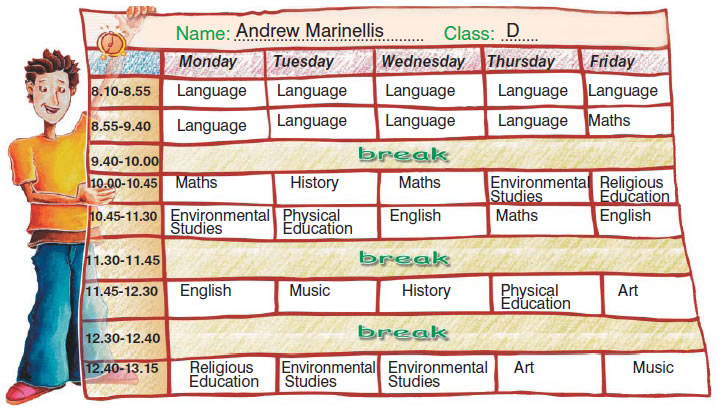 Name: Andrew Marinellis Class: D
Monday Tuesday Wednesday Thursday Friday
8.10-8.55 Language Language Language Language Language
8.55-9.40 Language Language Language Language Maths
9.40-10.00 break
10.00-10.45 Maths History Maths Environmental Studies Religious Education
10.45-11.30 Environmental Studies Physical Education English Maths English
11.30-11.45 break
11.45-12.30 English Music History Physical Education Art
12.30-12.40 break
12.40-13.15 Religious Education Environmental Studies Environmental Studies Art Music